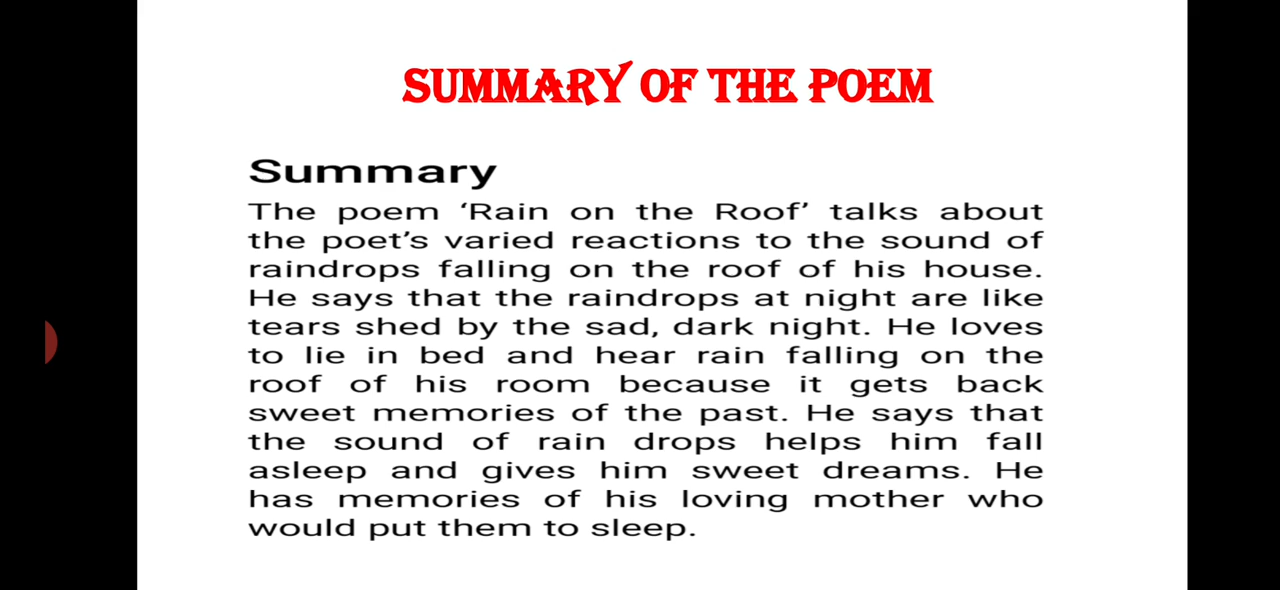 SUMMARY OF THE POEM
Summary
The poem ‘Rain on the Roof’ talks about
the poet’s varied reactions to the sound of
raindrops falling on the roof of his house.
He says that the raindrops at night are like
tears shed by the sad, dark night. He loves
to lie in bed and hear rain falling on the
roof of his room because it gets back
sweet memories of the past. He says that
the sound of rain drops helps him fall
asleep and gives him sweet dreams. He
has memories of his loving mother who
would put them to sleep.